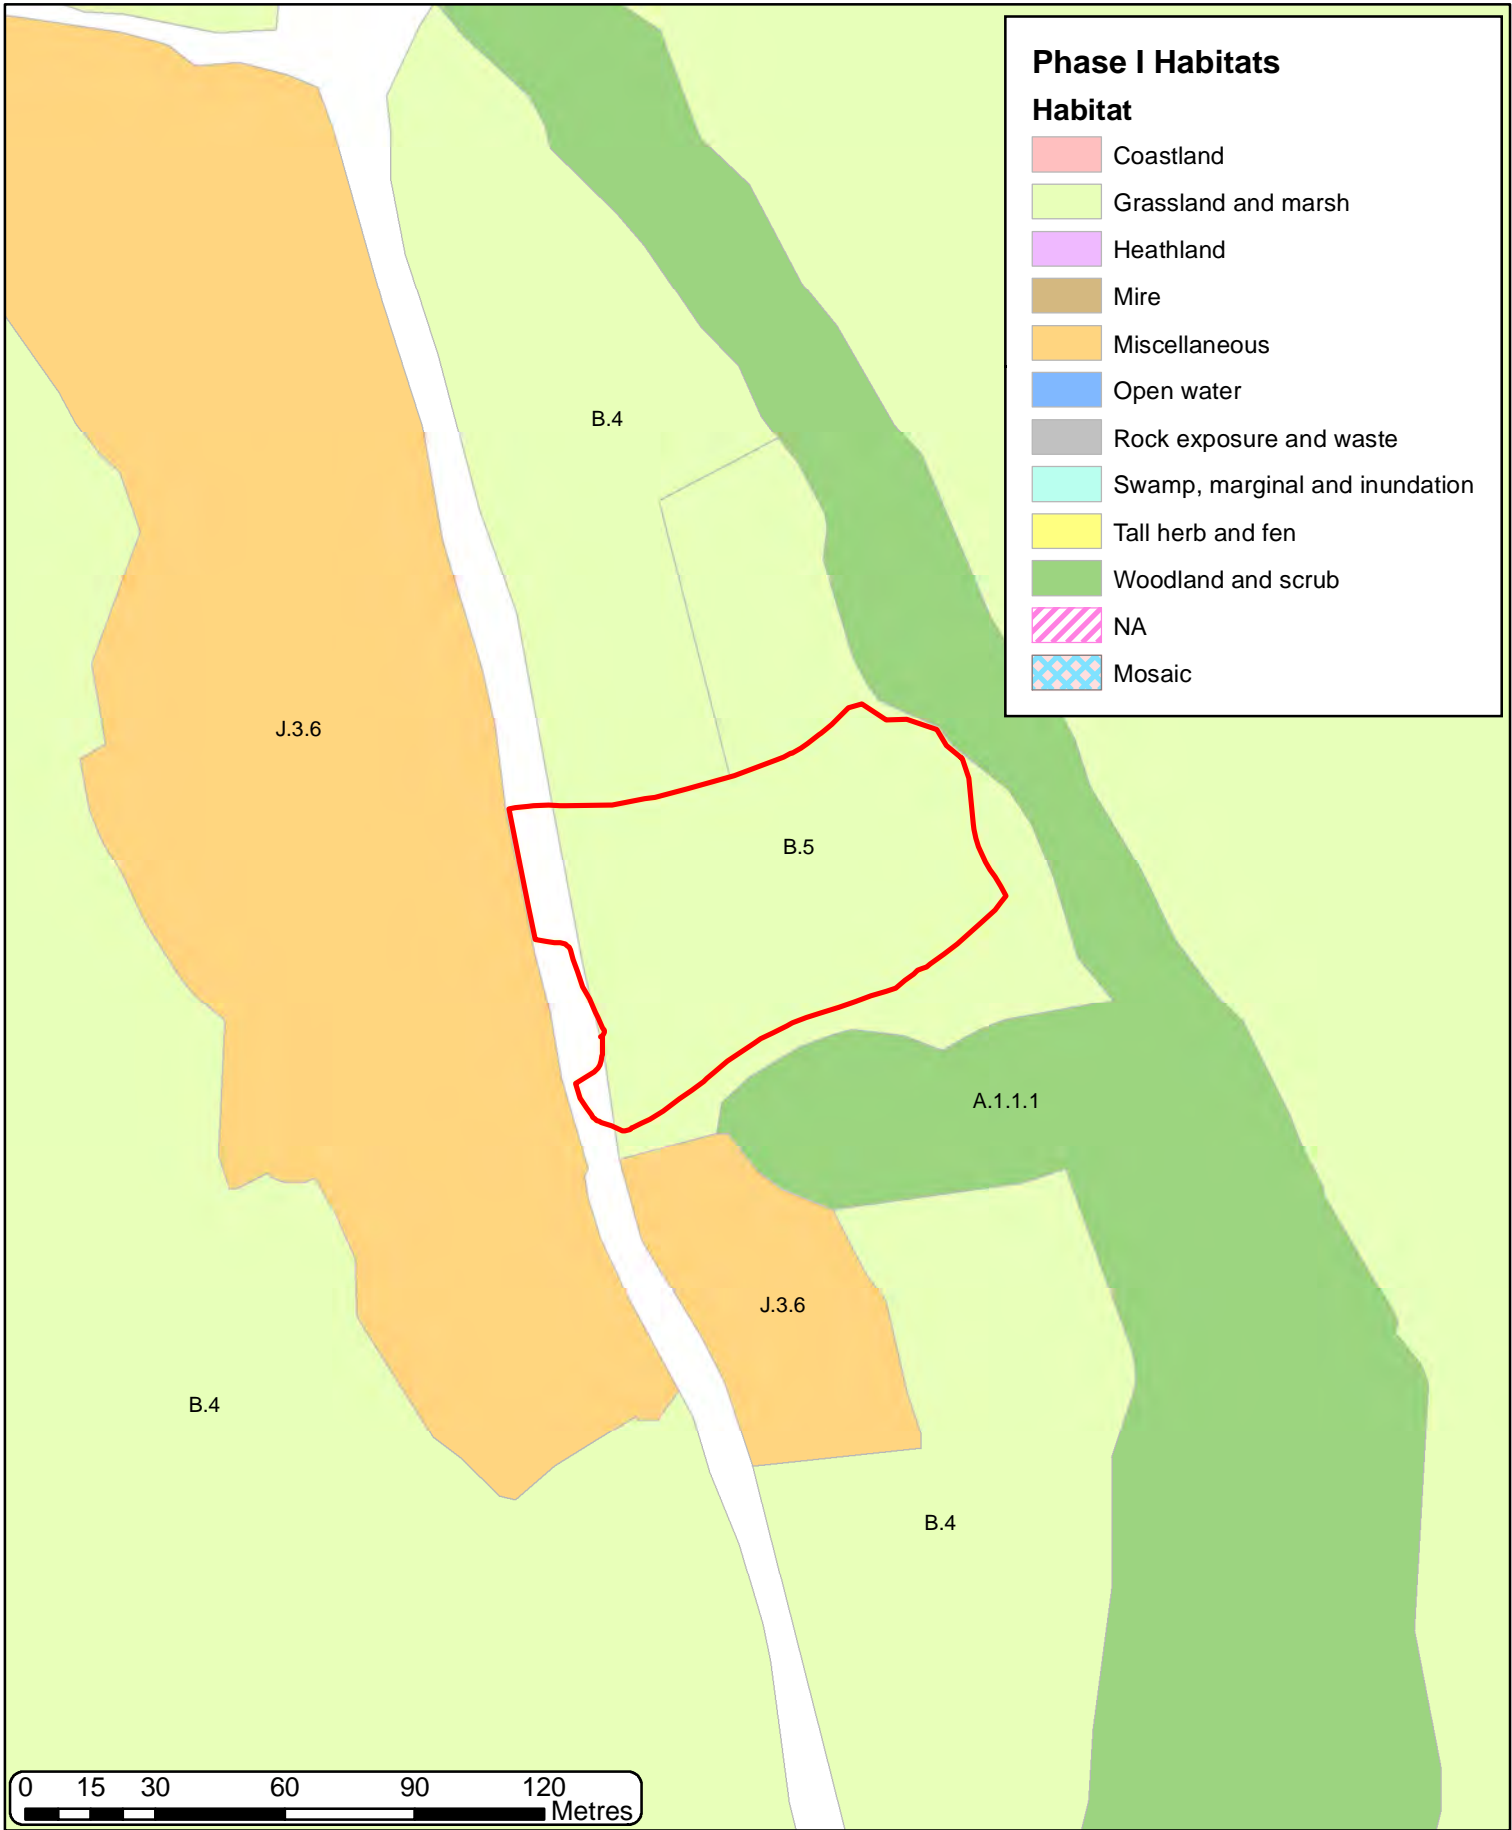 Phase I Habitats
Habitat
Coastland
Grassland and marsh
Heathland
Mire
Miscellaneous
Open water
Rock exposure and waste
Swamp, marginal and inundation
Tall herb and fen
Woodland and scrub
NA
Mosaic
B.4
J.3.6
B.5
A.1.1.1
J.3.6
B.4
B.4
0 15 30 60 90 120
Metres